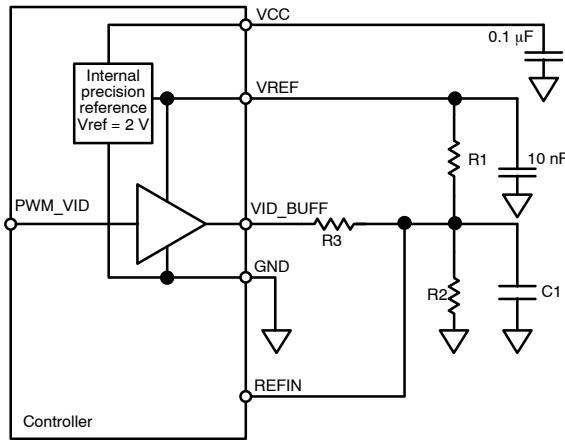 VCC
0.1 µF
Internal
precision
reference
Vref = 2 V
VREF
R1
10 nF
PWM_VID
VID_BUFF
R3
GND
R2
C1
REFIN
Controller